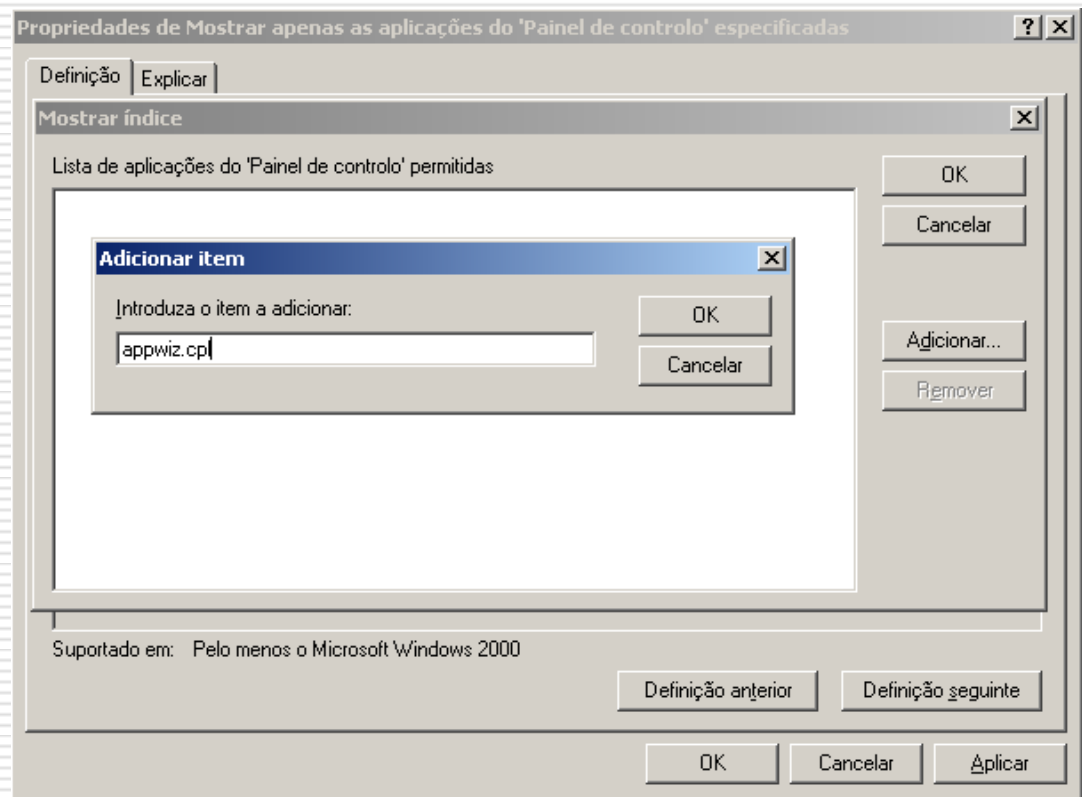 Propriedades de Mostrar apenas as aplicações do 'Painel de controlo' especificadas
Definição
Explicar
Mostrar índice
Lista de aplicações do 'Painel de controlo' permitidas
OK
Cancelar
Adicionar item
Introduza o item a adicionar:
appwiz.cpl
OK
Cancelar
Adicionar...
Remover
Suportado em: Pelo menos o Microsoft Windows 2000
Definição anterior
Definição seguinte
OK
Cancelar
Aplicar